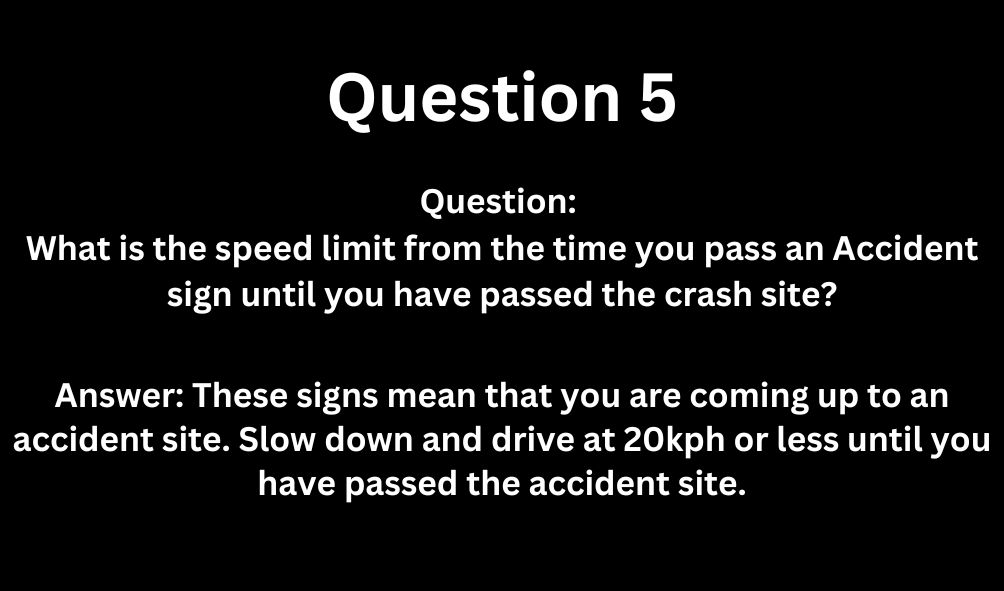 Question 5
Question:
What is the speed limit from the time you pass an Accident
sign until you have passed the crash site?
Answer: These signs mean that you are coming up to an
accident site. Slow down and drive at 20kph or less until you
have passed the accident site.